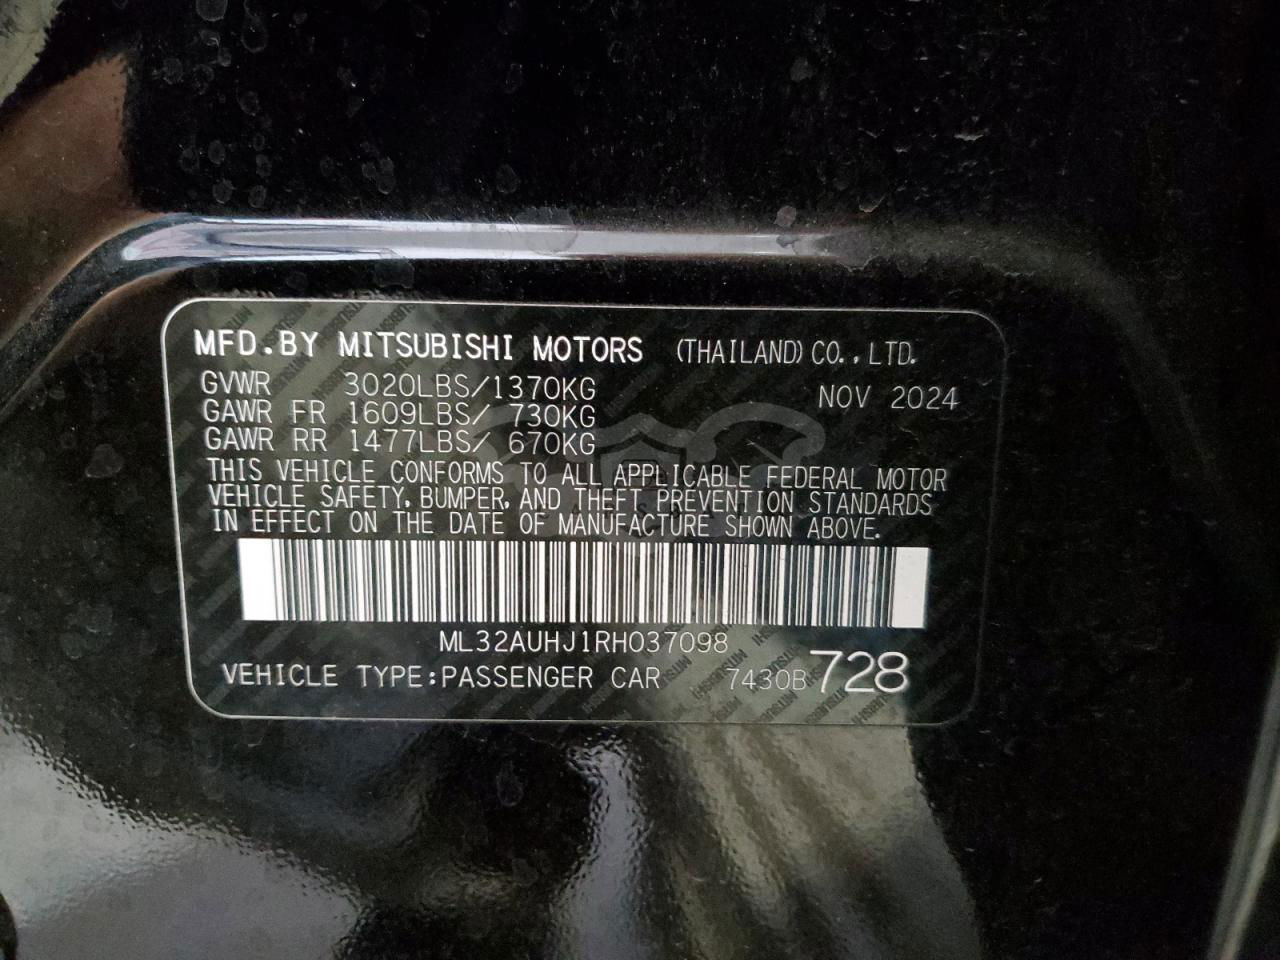 MFD.BY MITSUBISHI MOTORS (THAILAND) CO.,LTD.
GVWR 3020LBS/1370KG NOV 2024
GAWR FR 1609LBS/ 730KG
GAWR RR 1477LBS/ 670KG
THIS VEHICLE CONFORMS TO ALL APPLICABLE FEDERAL MOTOR
VEHICLE SAFETY, BUMPER, AND THEFT PREVENTION STANDARDS
IN EFFECT ON THE DATE OF MANUFACTURE SHOWN ABOVE.
ML32AUHJ1RH037098
VEHICLE TYPE:PASSENGER CAR 7430B 728